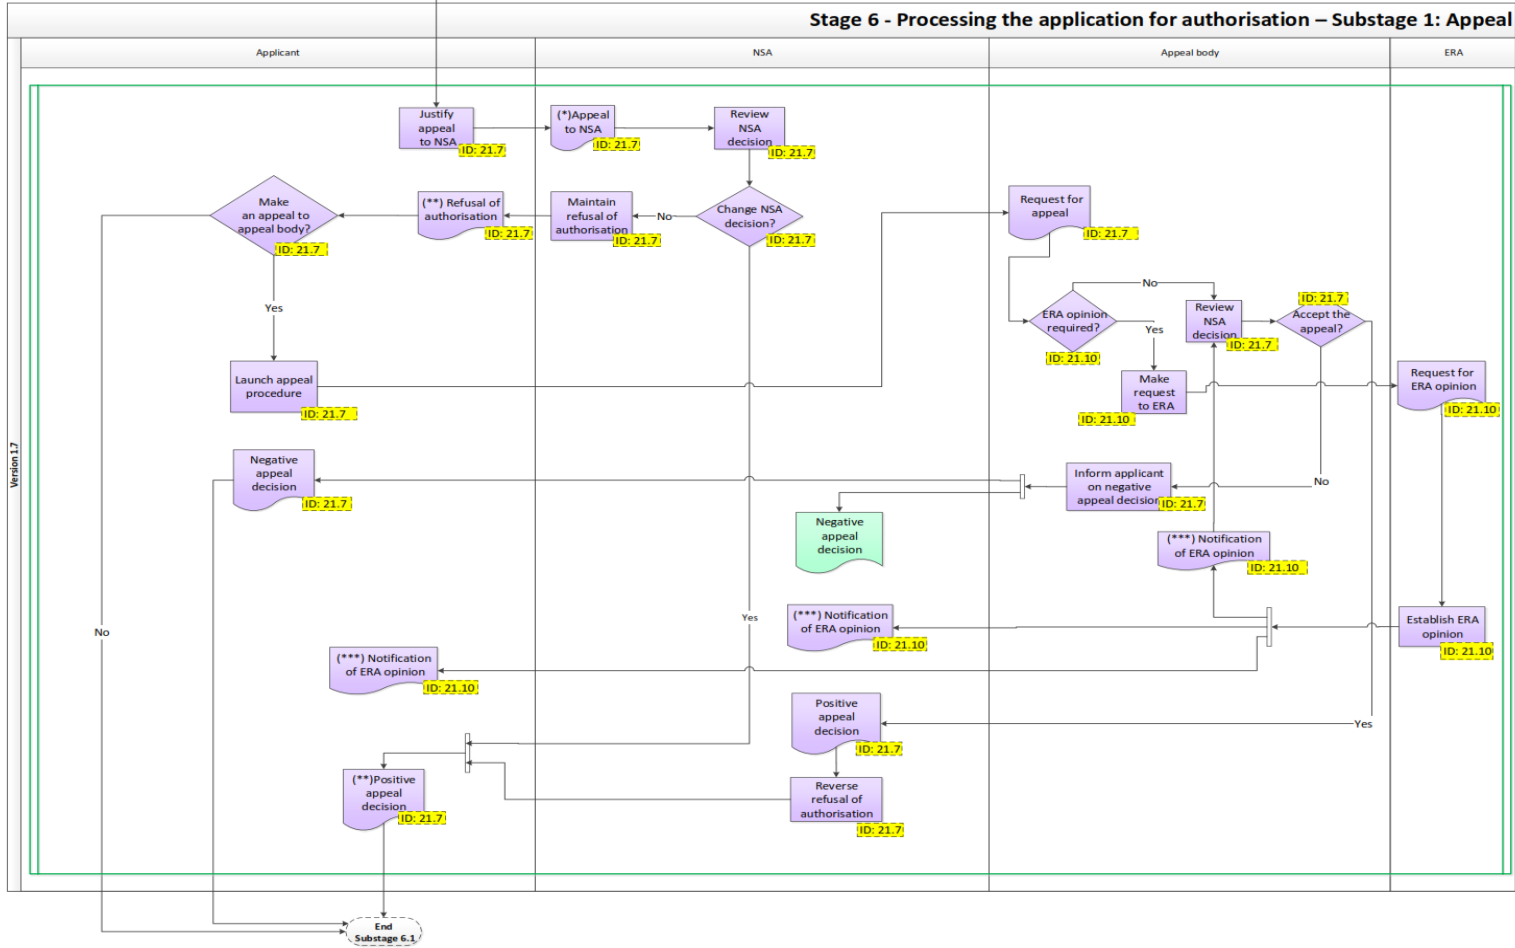 Stage 6 - Processing the application for authorisation – Substage 1: Appeal
Applicant
NSA
Appeal body
ERA
Version 1.7
Justify
appeal
to NSA
ID: 21.7
(*)Appeal
to NSA
ID: 21.7
Review
NSA
decision
ID: 21.7
Make
an appeal to
appeal body?
ID: 21.7
(**) Refusal of
authorisation
ID: 21.7
Maintain
refusal of
authorisation
ID: 21.7
No
Change NSA
decision?
ID: 21.7
Request for
appeal
ID: 21.7
No
ERA opinion
required?
ID: 21.10
Yes
Review
NSA
decision
ID: 21.7
ID: 21.7
Accept the
appeal?
Yes
Launch appeal
procedure
ID: 21.7
Make
request
to ERA
ID: 21.10
Request for
ERA opinion
ID: 21.10
Negative
appeal
decision
ID: 21.7
Inform applicant
on negative
appeal decision
ID: 21.7
No
Negative
appeal
decision
(***) Notification
of ERA opinion
ID: 21.10
Yes
No
(***) Notification
of ERA opinion
ID: 21.10
Establish ERA
opinion
ID: 21.10
(***) Notification
of ERA opinion
ID: 21.10
Positive
appeal
decision
ID: 21.7
Yes
(**)Positive
appeal
decision
ID: 21.7
Reverse
refusal of
authorisation
ID: 21.7
End
Substage 6.1